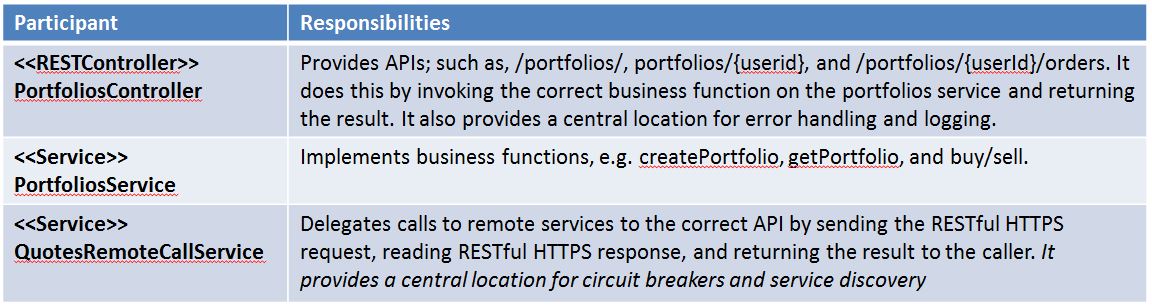 Participant
Responsibilities
<<RESTController>>
PortfoliosController
Provides APIs; such as, /portfolios/, portfolios/{userid}, and /portfolios/{userId}/orders. It
does this by invoking the correct business function on the portfolios service and returning
the result. It also provides a central location for error handling and logging.
<<Service>>
PortfoliosService
Implements business functions, e.g. createPortfolio, getPortfolio, and buy/sell.
<<Service>>
QuotesRemoteCallService
Delegates calls to remote services to the correct API by sending the RESTful HTTPS
request, reading RESTful HTTPS response, and returning the result to the caller. It
provides a central location for circuit breakers and service discovery